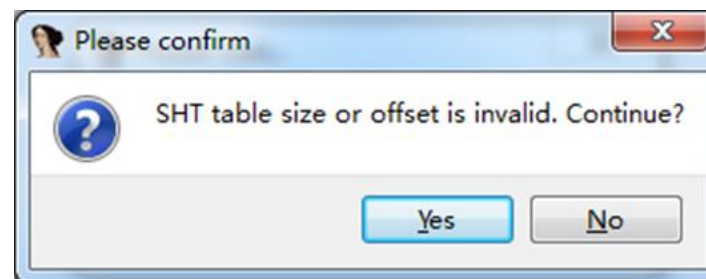 Please confirm
SHT table size or offset is invalid. Continue?
Yes
No